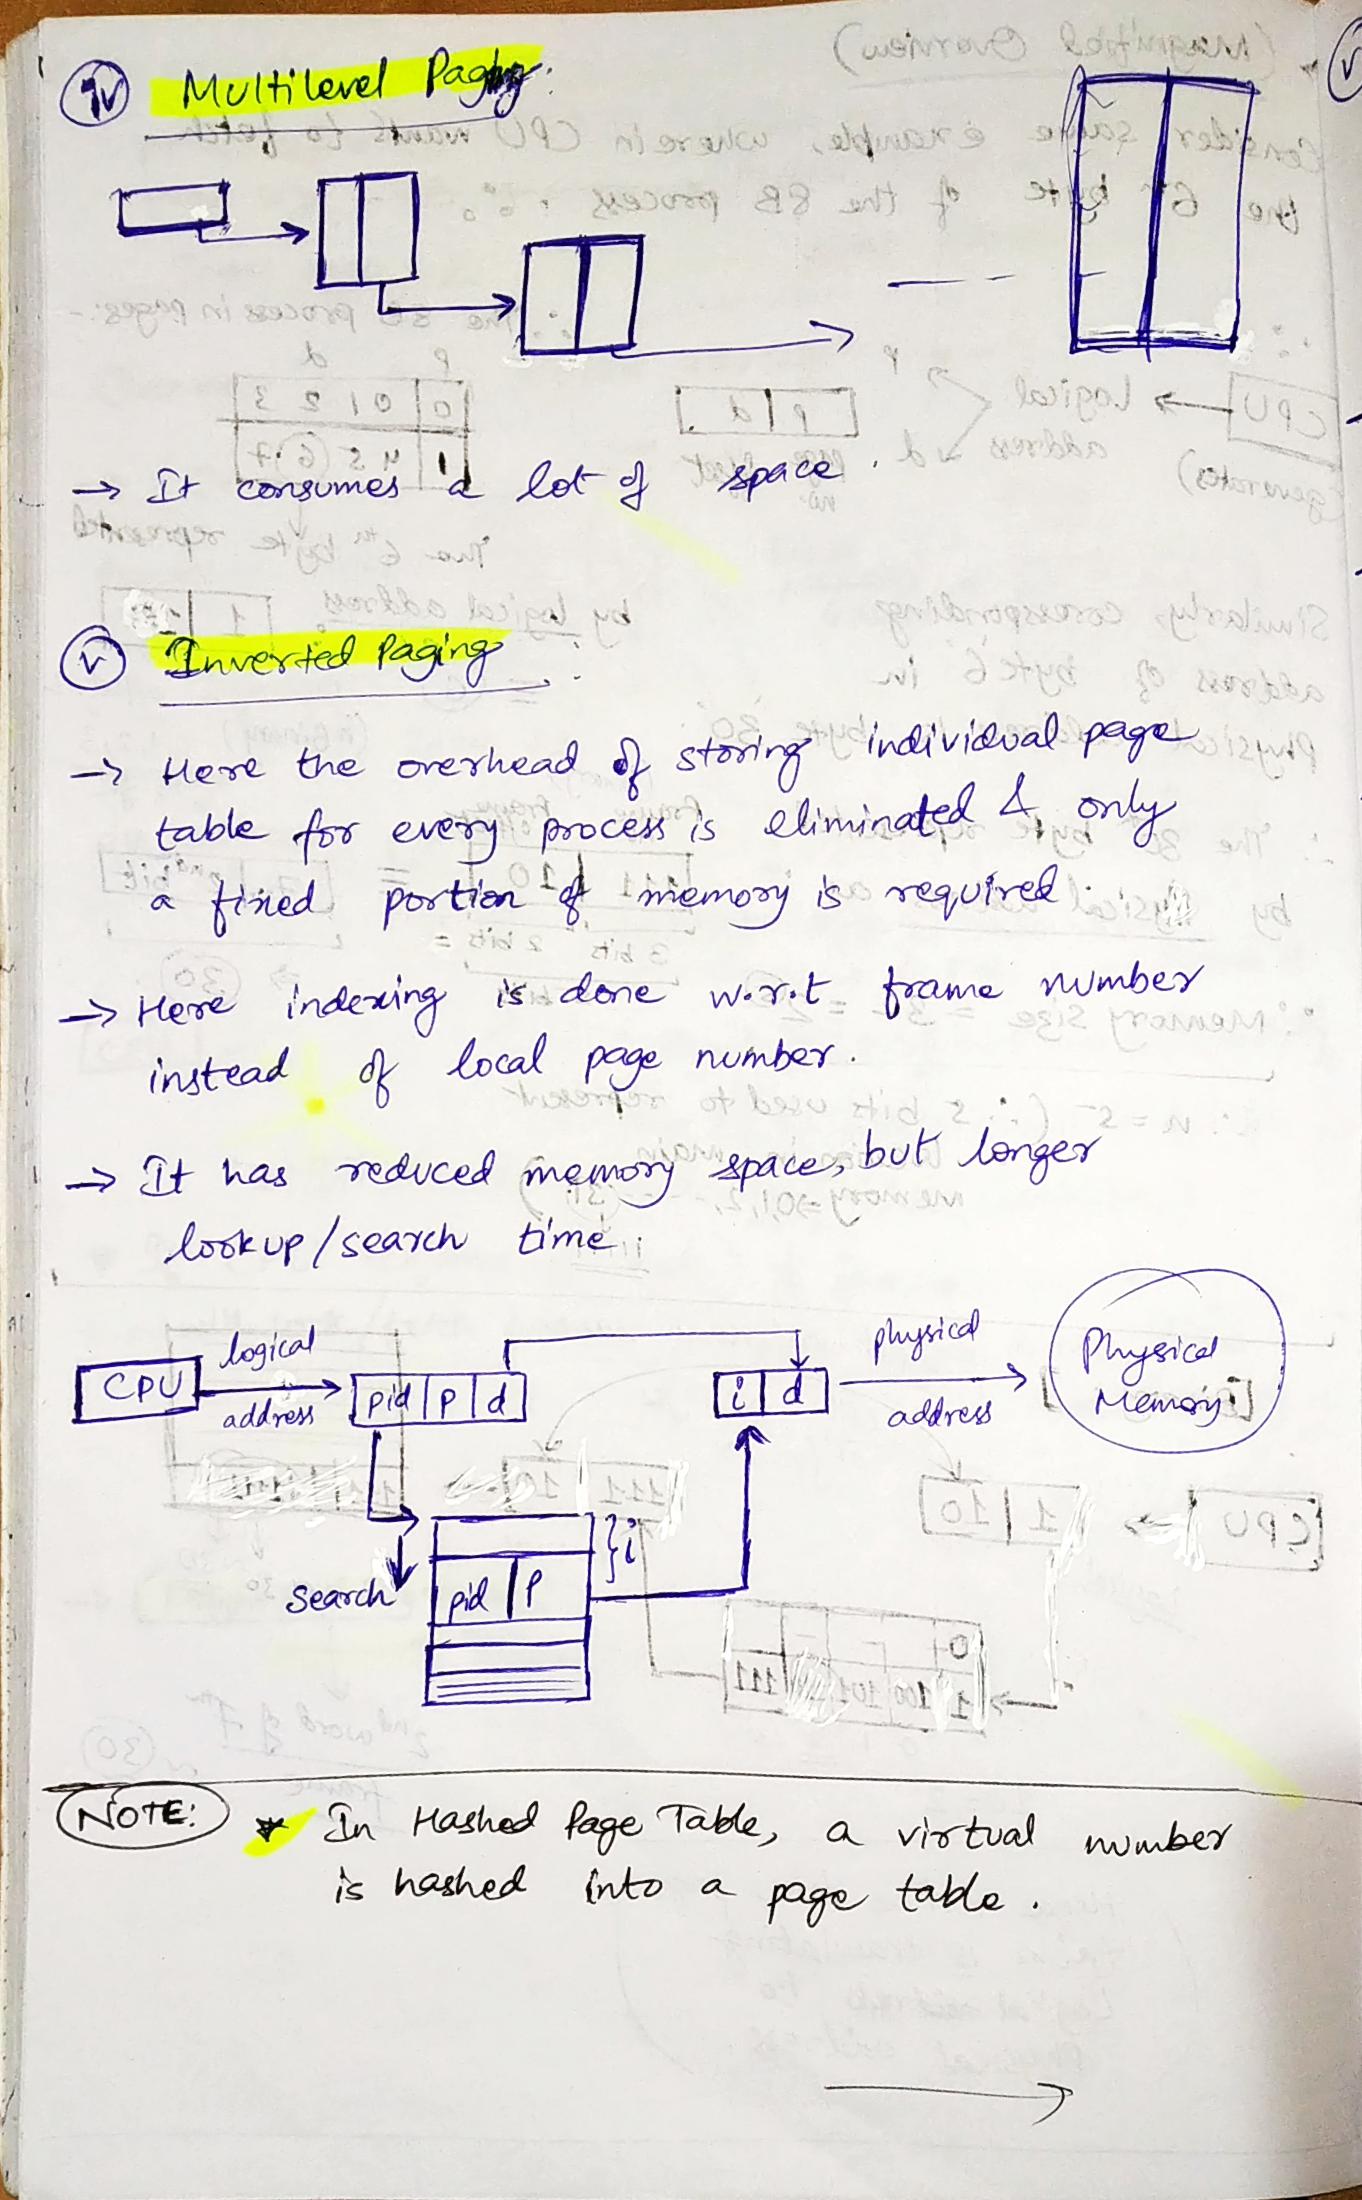 iv Multilevel Paging :
→ It consumes a lot of space .
v Inverted Paging :
→ Here the overhead of storing individual page
table for every process is eliminated & only
a fixed portion of memory is required .
→ Here indexing is done w.r.t frame number
instead of local page number .
→ It has reduced memory space, but longer
lookup/search time .
CPU
logical
address
pid p d
i d
physical
address
Physical
Memory
i
Search
pid p
NOTE: * In Hashed Page Table, a virtual number
is hashed into a page table .